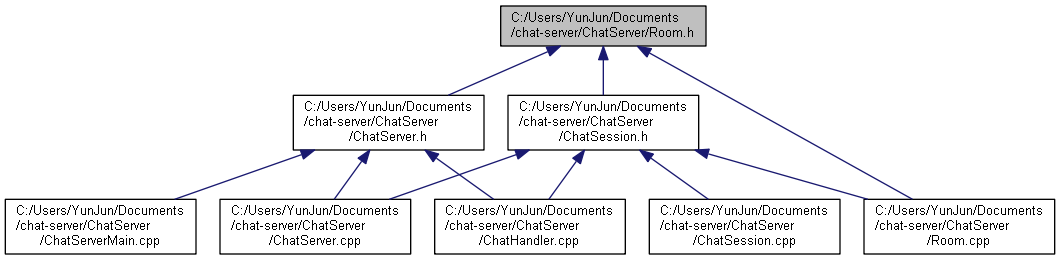 C:/Users/YunJun/Documents
/chat-server/ChatServer/Room.h
C:/Users/YunJun/Documents
/chat-server/ChatServer
/ChatServer.h
C:/Users/YunJun/Documents
/chat-server/ChatServer
/ChatSession.h
C:/Users/YunJun/Documents
/chat-server/ChatServer
/ChatServerMain.cpp
C:/Users/YunJun/Documents
/chat-server/ChatServer
/ChatServer.cpp
C:/Users/YunJun/Documents
/chat-server/ChatServer
/ChatHandler.cpp
C:/Users/YunJun/Documents
/chat-server/ChatServer
/ChatSession.cpp
C:/Users/YunJun/Documents
/chat-server/ChatServer
/Room.cpp